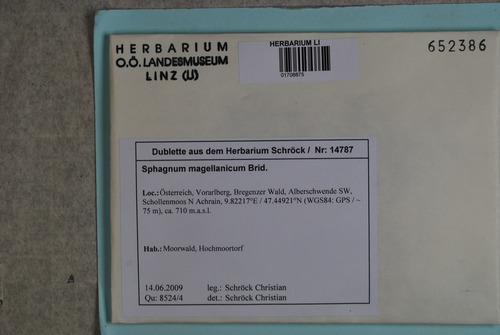 HERBARIUM
O.Ö. LANDESMUSEUM
LINZ (LI)
HERBARIUM LI
01708875
652386
Dublette aus dem Herbarium Schröck / Nr: 14787
Sphagnum magellanicum Brid.
Loc.: Österreich, Vorarlberg, Bregenzer Wald, Alberschwende SW,
Schollenmoos N Achrain, 9.82217°E / 47.44921°N (WGS84: GPS / ~
75 m), ca. 710 m.a.s.l.
Hab.: Moorwald, Hochmoortorf
14.06.2009 leg.: Schröck Christian
Qu: 8524/4 det.: Schröck Christian